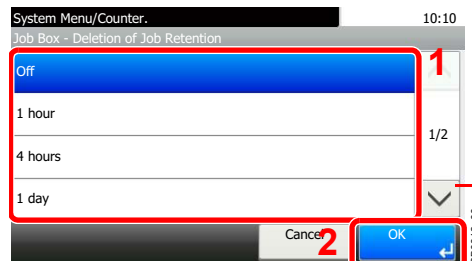 System Menu/Counter. 10:10
Job Box - Deletion of Job Retention
1
Off
1 hour
1/2
4 hours
1 day
Cancel 2 OK